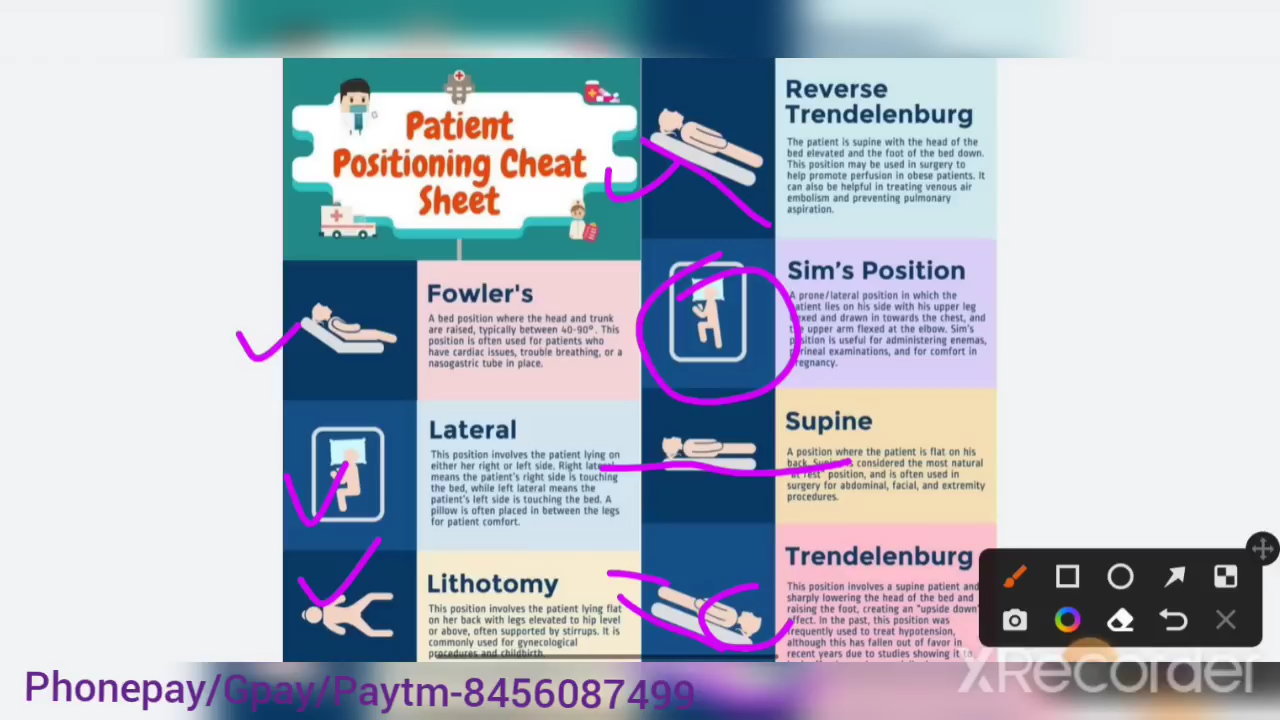 Patient
Positioning Cheat
Sheet
Fowler's
A bed position where the head and trunk
are raised, typically between 40-90°. This
position is often used for patients who
have cardiac issues, trouble breathing, or a
nasogastric tube in place.
Lateral
This position involves the patient lying on
either her right or left side. Right lateral
means the patient's right side is touching
the bed, while left lateral means the
patient's left side is touching the bed. A
pillow is often placed in between the legs
for patient comfort.
Lithotomy
This position involves the patient lying flat
on her back with legs elevated to hip level
or above, often supported by stirrups. It is
commonly used for gynecological
procedures and childbirth.
Reverse
Trendelenburg
The patient is supine with the head of the
bed elevated and the foot of the bed down.
This position may be used in surgery to
help promote perfusion in obese patients. It
can also be helpful in treating venous air
embolism and preventing pulmonary
aspiration.
Sim's Position
A prone/lateral position in which the
patient lies on his side with his upper leg
flexed and drawn in towards the chest, and
the upper arm flexed at the elbow. Sim's
position is useful for administering enemas,
perineal examinations, and for comfort in
pregnancy.
Supine
A position where the patient is flat on his
back. Supine is considered the most natural
"at rest" position, and is often used in
surgery for abdominal, facial, and extremity
procedures.
Trendelenburg
This position involves a supine patient and
sharply lowering the head of the bed and
raising the foot, creating an "upside down"
effect. In the past, this position was
frequently used to treat hypotension,
although this has fallen out of favor in
recent years due to studies showing it to
Phonepay/Gpay/Paytm-8456087499
XRecorder